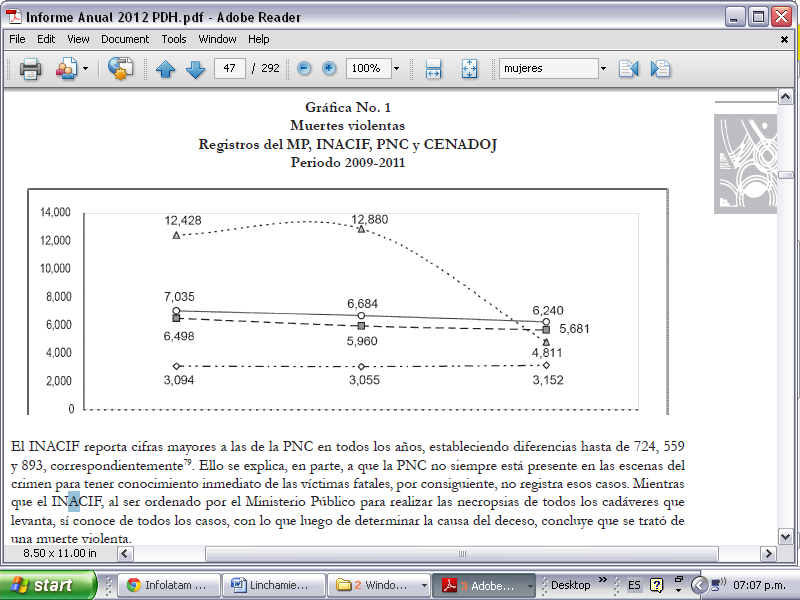 Informe Anual 2012 PDH.pdf - Adobe Reader
File Edit View Document Tools Window Help
47 / 292 100% mujeres
Gráfica No. 1
Muertes violentas
Registros del MP, INACIF, PNC y CENADOJ
Periodo 2009-2011
14,000
12,428 12,880
12,000
10,000
8,000
7,035 6,684 6,240
6,000
5,681
6,498 5,960
4,000
4,811
2,000
3,094 3,055 3,152
0
El INACIF reporta cifras mayores a las de la PNC en todos los años, estableciendo diferencias hasta de 724, 559
y 893, correspondientemente79. Ello se explica, en parte, a que la PNC no siempre está presente en las escenas del
crimen para tener conocimiento inmediato de las víctimas fatales, por consiguiente, no registra esos casos. Mientras
que el INACIF, al ser ordenado por el Ministerio Público para realizar las necropsias de todos los cadáveres que
levanta, sí conoce de todos los casos, con lo que luego de determinar la causa del deceso, concluye que se trató de
una muerte violenta.
8.50 x 11.00 in
start Infolatam ... Linchamie... 2 Windo... Adobe... Desktop » ES 07:07 p.m.